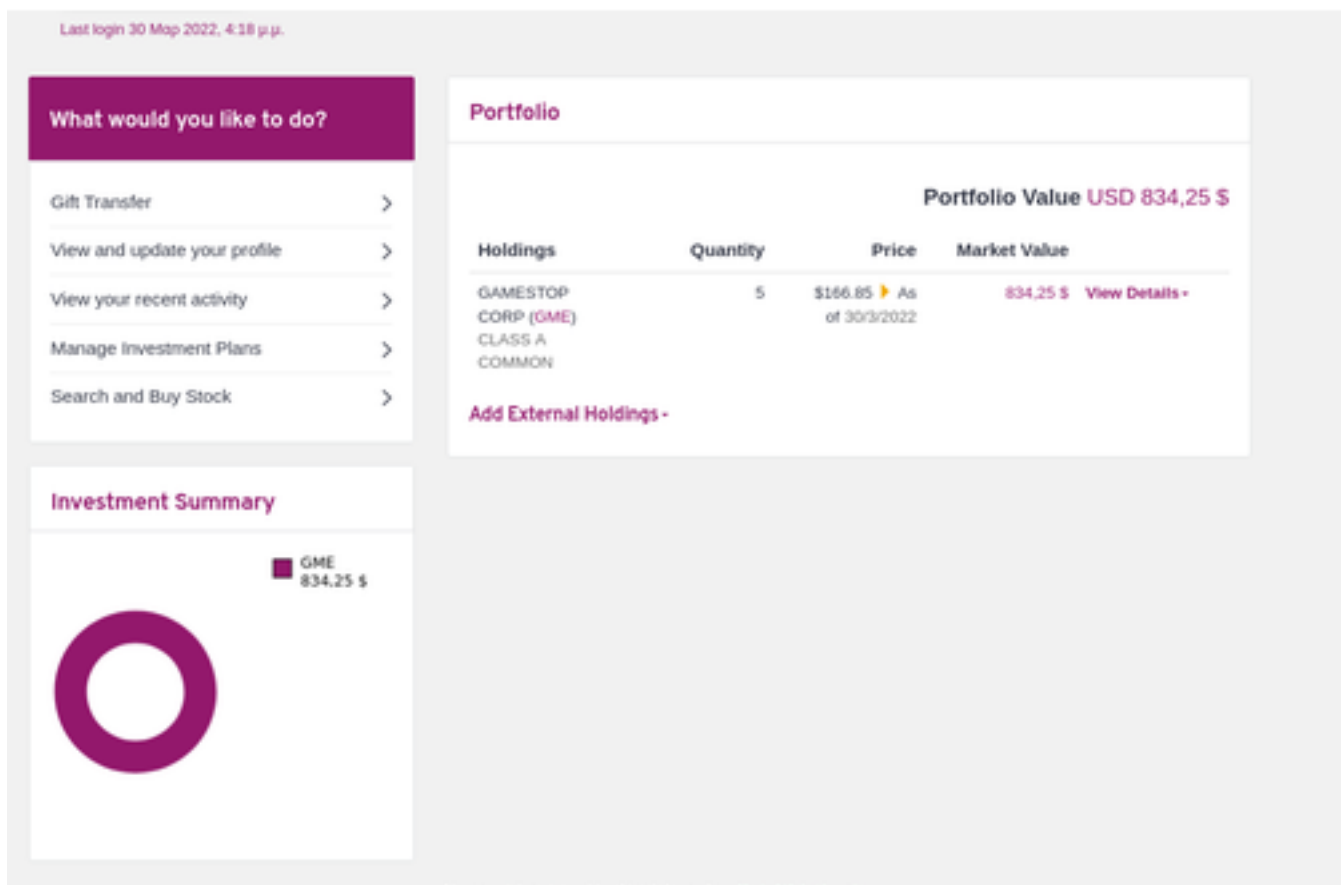 Last login 30 Μαρ 2022, 4:18 μ.μ.
What would you like to do?
Gift Transfer
View and update your profile
View your recent activity
Manage Investment Plans
Search and Buy Stock
Investment Summary
GME
834,25 $
Portfolio
Portfolio Value USD 834,25 $
Holdings Quantity Price Market Value
GAMESTOP 5 $166.85 As 834,25 $ View Details
CORP (GME) of 30/3/2022
CLASS A
COMMON
Add External Holdings